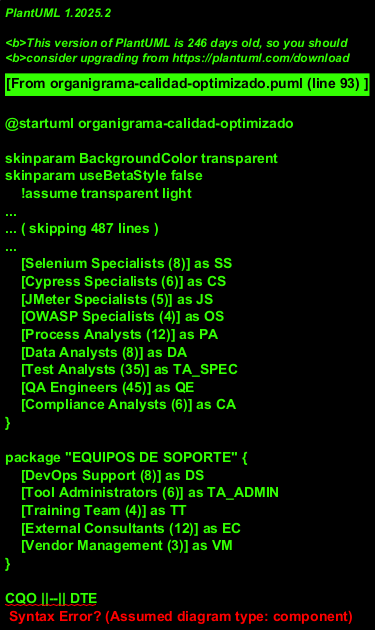 PlantUML 1.2025.2
<b>This version of PlantUML is 246 days old, so you should
<b>consider upgrading from https://plantuml.com/download
[From organigrama-calidad-optimizado.puml (line 93) ]
@startuml organigrama-calidad-optimizado
skinparam BackgroundColor transparent
skinparam useBetaStyle false
!assume transparent light
...
... ( skipping 487 lines )
...
[Selenium Specialists (8)] as SS
[Cypress Specialists (6)] as CS
[JMeter Specialists (5)] as JS
[OWASP Specialists (4)] as OS
[Process Analysts (12)] as PA
[Data Analysts (8)] as DA
[Test Analysts (35)] as TA_SPEC
[QA Engineers (45)] as QE
[Compliance Analysts (6)] as CA
}
package "EQUIPOS DE SOPORTE" {
[DevOps Support (8)] as DS
[Tool Administrators (6)] as TA_ADMIN
[Training Team (4)] as TT
[External Consultants (12)] as EC
[Vendor Management (3)] as VM
}
CQO ||--|| DTE
Syntax Error? (Assumed diagram type: component)